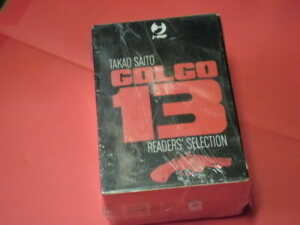 TAKAO SAITO
GOLGO
13
READERS' SELECTION